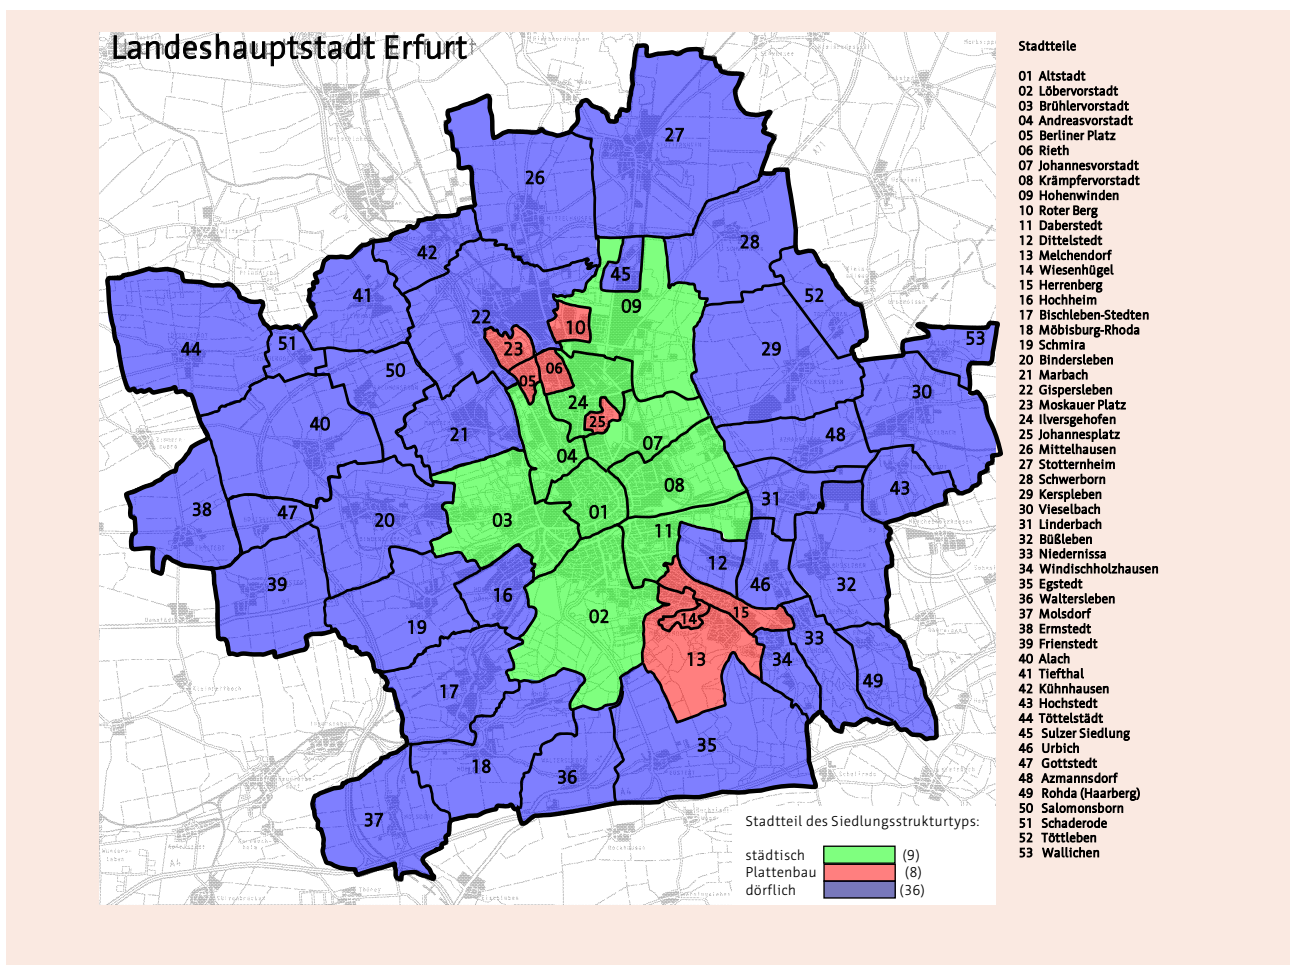 Landeshauptstadt Erfurt
Stadtteile
01 Altstadt
02 Löbervorstadt
03 Brühlervorstadt
04 Andreasvorstadt
05 Berliner Platz
06 Rieth
07 Johannesvorstadt
08 Krämpfervorstadt
09 Hohenwinden
10 Roter Berg
11 Daberstedt
12 Dittelstedt
13 Melchendorf
14 Wiesenhügel
15 Herrenberg
16 Hochheim
17 Bischleben-Stedten
18 Möbisburg-Rhoda
19 Schmira
20 Bindersleben
21 Marbach
22 Gispersleben
23 Moskauer Platz
24 Ilversgehofen
25 Johannesplatz
26 Mittelhausen
27 Stotternheim
28 Schwerborn
29 Kerspleben
30 Vieselbach
31 Linderbach
32 Büßleben
33 Niedernissa
34 Windischholzhausen
35 Egstedt
36 Waltersleben
37 Molsdorf
38 Ermstedt
39 Frienstedt
40 Alach
41 Tiefthal
42 Kühnhausen
43 Hochstedt
44 Töttelstädt
45 Sulzer Siedlung
46 Urbich
47 Gottstedt
48 Azmannsdorf
49 Rohda (Haarberg)
50 Salomonsborn
51 Schaderode
52 Töttleben
53 Wallichen
27
26
28
42
45
52
41
09
22
10
53
44
51
23
29
50
06
05
30
24
40
25
21
48
07
04
08
43
31
38
47
20
03
01
11
12
39
46
32
16
02
15
14
19
33
13
34
49
17
35
18
36
37
Stadtteil des Siedlungsstrukturtyps:
städtisch (9)
Plattenbau (8)
dörflich (36)